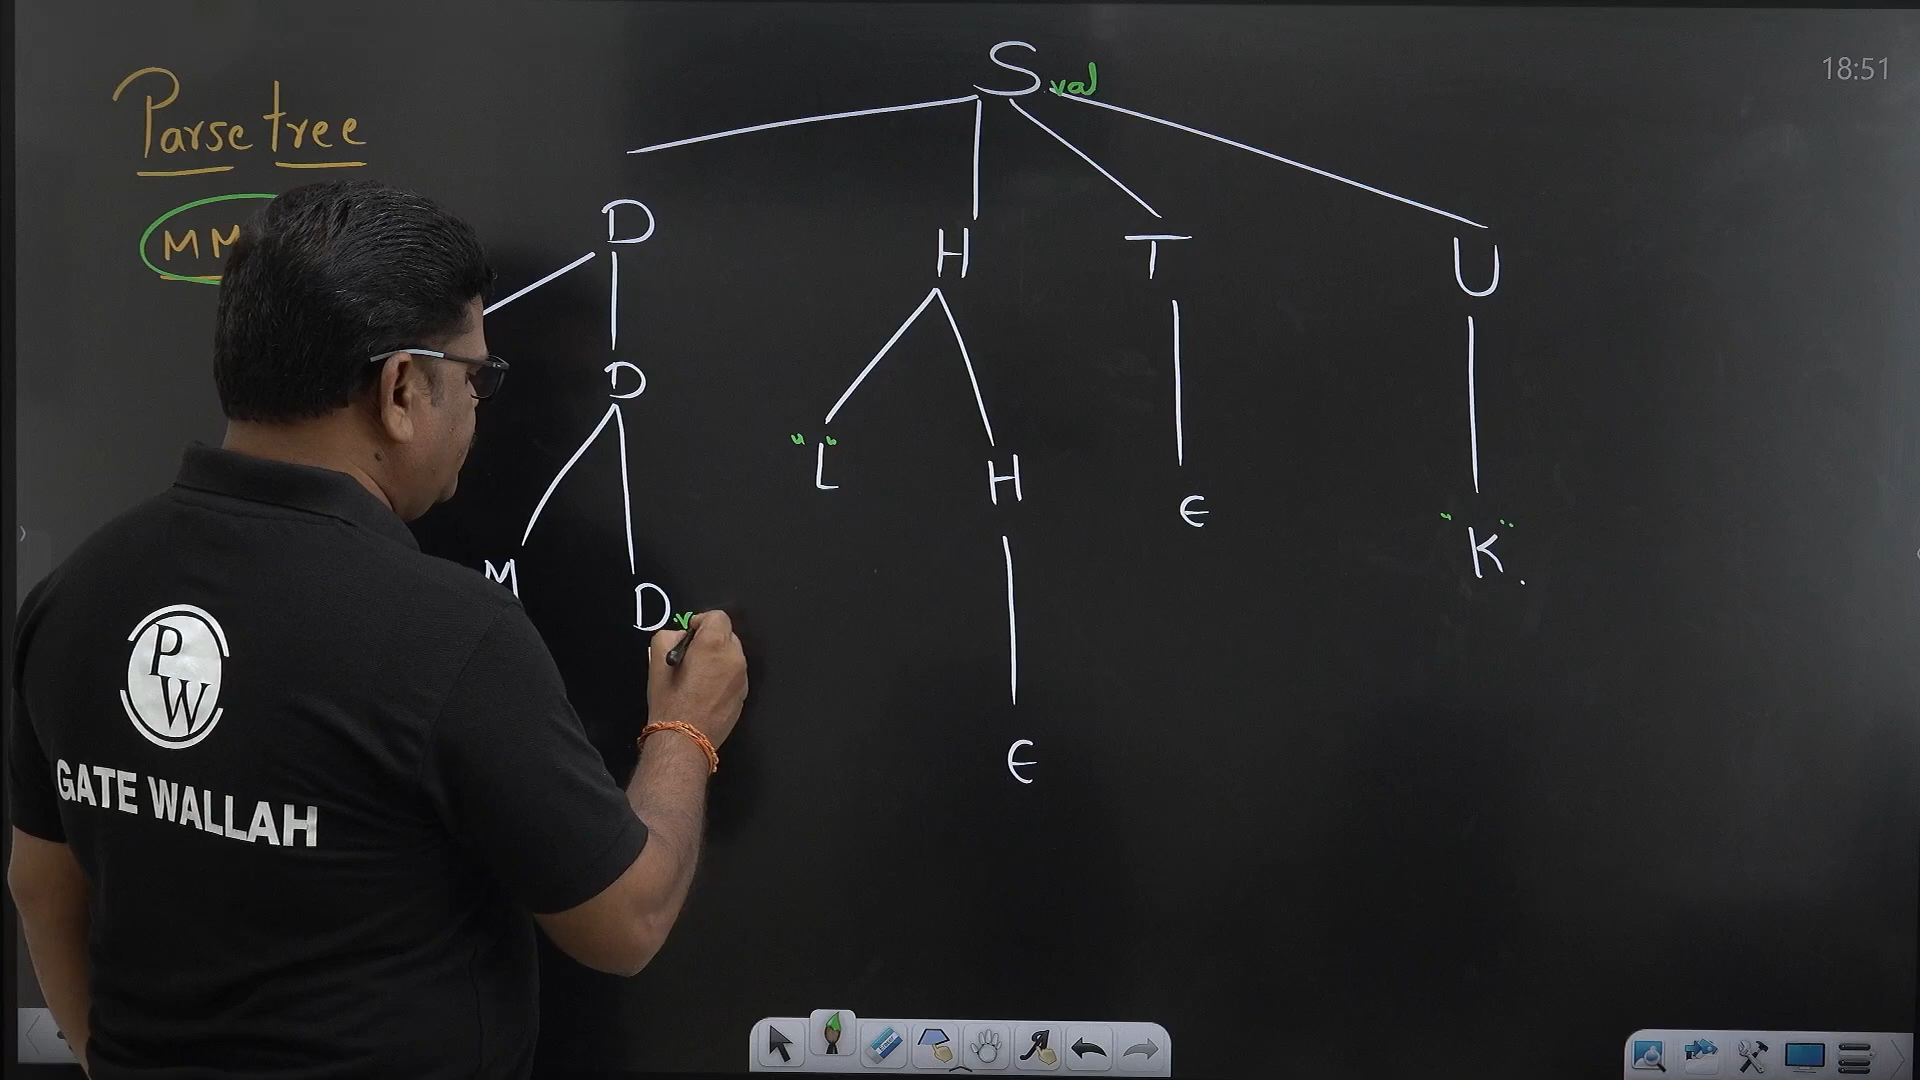 18:51
S.val
Parse tree
MM
D H T U
D
"L" H Є "K".
M D.v
Є
PW
GATE WALLAH